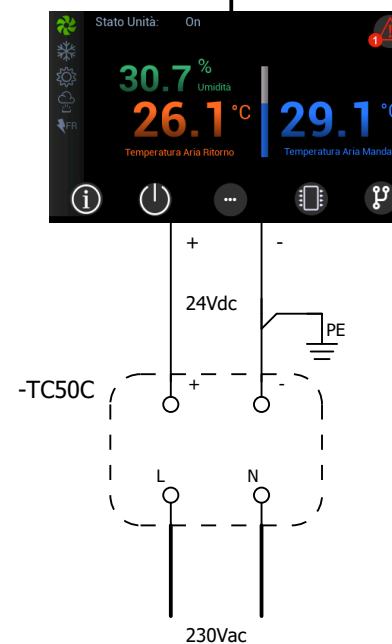 Stato Unità: On
1
30.7 %
Umidità
26.1 °C
Temperatura Aria Ritorno
29.1 °C
Temperatura Aria Manda
FR
i
+ -
24Vdc
PE
-TC50C
+ -
L N
230Vac